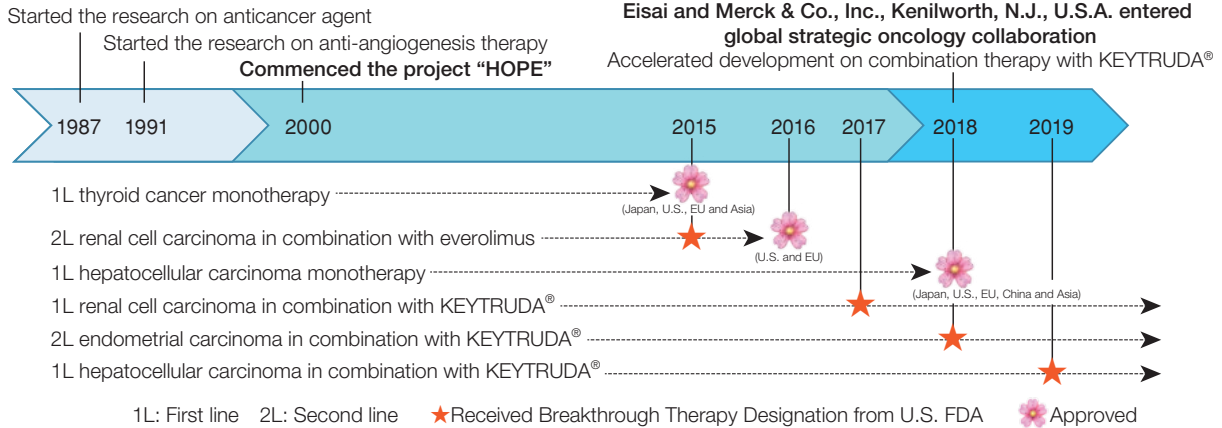 Started the research on anticancer agent
Started the research on anti-angiogenesis therapy
Commenced the project “HOPE”
Eisai and Merck & Co., Inc., Kenilworth, N.J., U.S.A. entered
global strategic oncology collaboration
Accelerated development on combination therapy with KEYTRUDA®
1987 1991 2000 2015 2016 2017 2018 2019
1L thyroid cancer monotherapy
(Japan, U.S., EU and Asia)
2L renal cell carcinoma in combination with everolimus
(U.S. and EU)
1L hepatocellular carcinoma monotherapy
(Japan, U.S., EU, China and Asia)
1L renal cell carcinoma in combination with KEYTRUDA®
2L endometrial carcinoma in combination with KEYTRUDA®
1L hepatocellular carcinoma in combination with KEYTRUDA®
1L: First line 2L: Second line ★Received Breakthrough Therapy Designation from U.S. FDA Approved